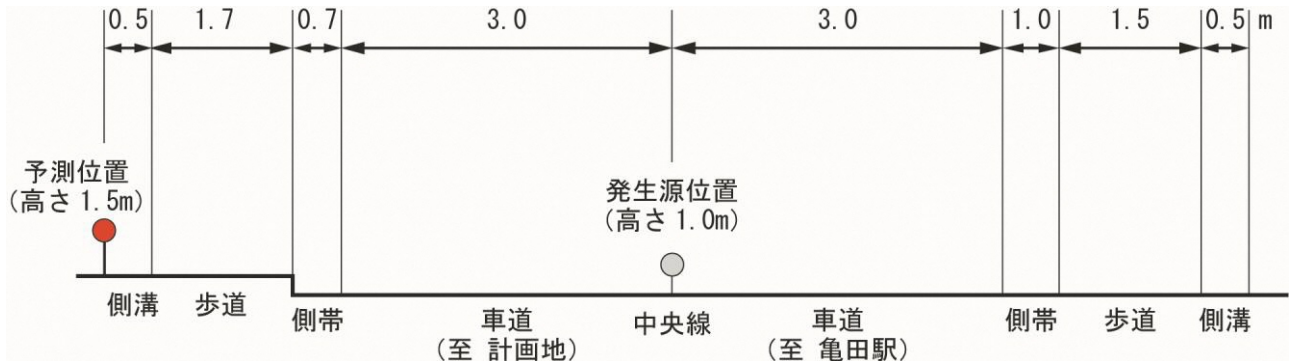 0.5 1.7 0.7 3.0 3.0 1.0 1.5 0.5 m
予測位置
(高さ 1.5m)
発生源位置
(高さ 1.0m)
側溝 歩道 側帯 車道 中央線 車道 側帯 歩道 側溝
(至 計画地) (至 亀田駅)